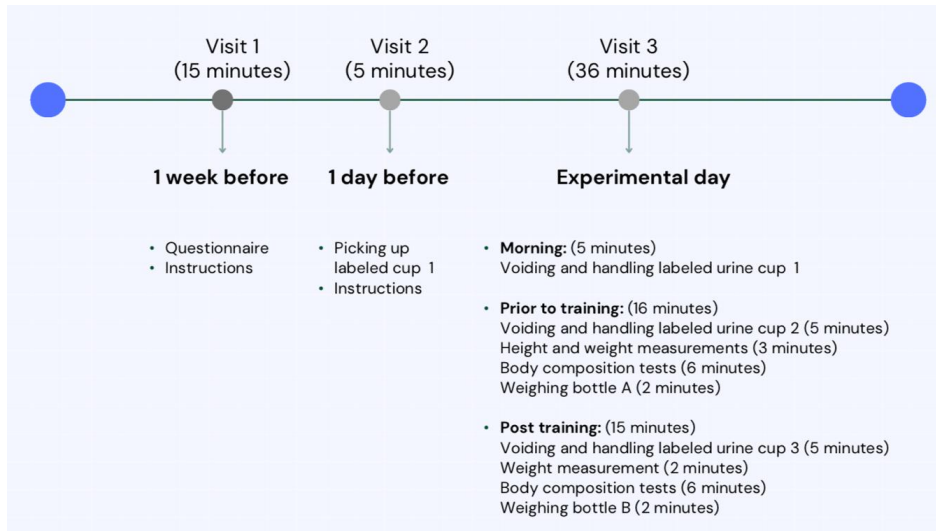 Visit 1
(15 minutes)
Visit 2
(5 minutes)
Visit 3
(36 minutes)
1 week before
1 day before
Experimental day
• Questionnaire
• Instructions
• Picking up
labeled cup 1
• Instructions
• Morning: (5 minutes)
Voiding and handling labeled urine cup 1
• Prior to training: (16 minutes)
Voiding and handling labeled urine cup 2 (5 minutes)
Height and weight measurements (3 minutes)
Body composition tests (6 minutes)
Weighing bottle A (2 minutes)
• Post training: (15 minutes)
Voiding and handling labeled urine cup 3 (5 minutes)
Weight measurement (2 minutes)
Body composition tests (6 minutes)
Weighing bottle B (2 minutes)